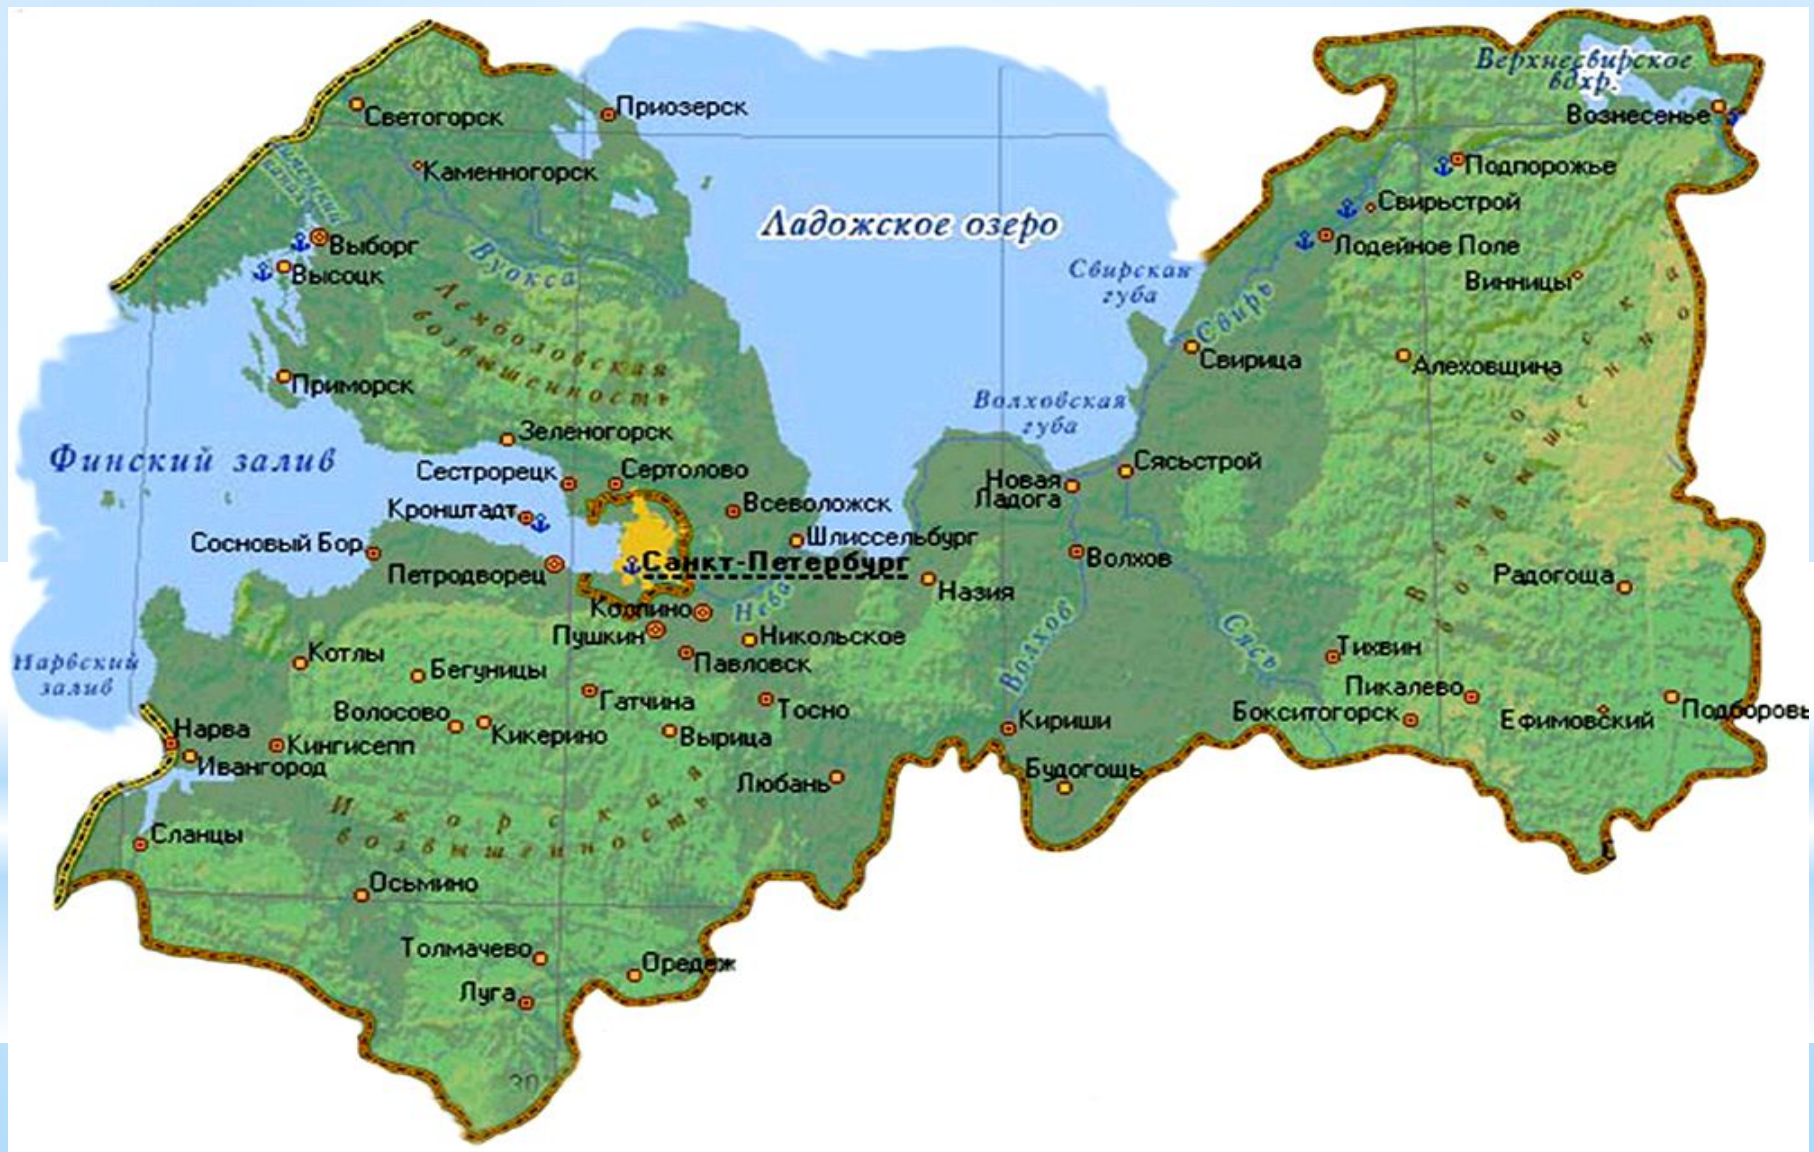 Верхнесвирское
вдхр.
Вознесенье
Светогорск
Приозерск
Каменногорск
Подпорожье
Свирьстрой
Ладожское озеро
Выборг
Лодейное Поле
Высоцк
Вуокса
Свирская
губа
Винницы
Свирь
Лемболовская
возвышенность
Свирица
Алеховщина
Приморск
Волховская
губа
Зеленогорск
Финский залив
Сестрорецк
Сертолово
Сясьстрой
Новая
Ладога
Кронштадт
Всеволожск
Сосновый Бор
Шлиссельбург
Санкт-Петербург
Волхов
Петродворец
Назия
Радогоща
Колпино
Нева
Пушкин
Никольское
Волхов
Сясь
Тихвин
Нарвский
залив
Котлы
Бегуницы
Павловск
Пикалево
Гатчина
Тосно
Волосово
Кикерино
Вырица
Кириши
Бокситогорск
Ефимовский
Подборовь
Нарва
Кингисепп
Ивангород
Любань
Будогощь
Ижорская
возвышенность
Сланцы
Осьмино
Толмачево
Оредеж
Луга
30